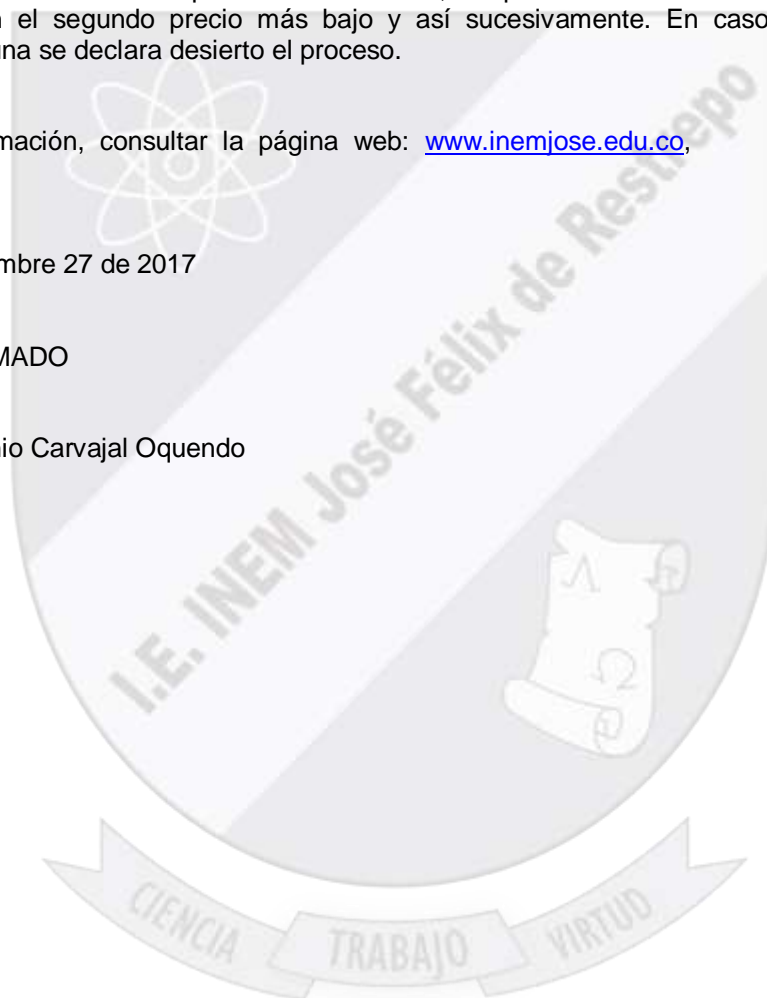 n el segundo precio más bajo y así sucesivamente. En caso
una se declara desierto el proceso.
mación, consultar la página web: www.inemjose.edu.co,
mbre 27 de 2017
MADO
nio Carvajal Oquendo
I.E. INEM José Félix de Restrepo
Λ
Ω
CIENCIA TRABAJO VIRTUD